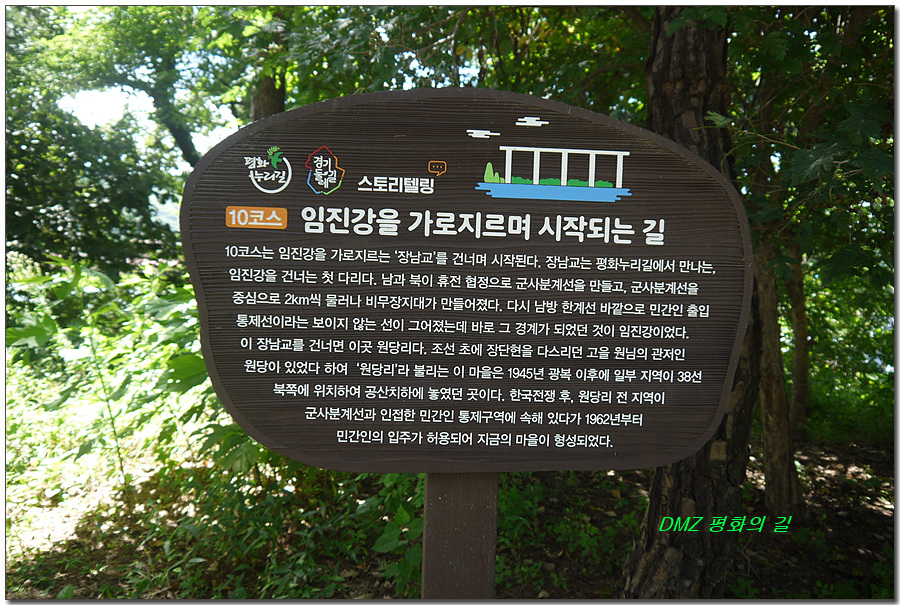 평화
누리길
경기
둘레길
스토리텔링
10코스 임진강을 가로지르며 시작되는 길
10코스는 임진강을 가로지르는 ‘장남교’를 건너며 시작된다. 장남교는 평화누리길에서 만나는,
임진강을 건너는 첫 다리다. 남과 북이 휴전 협정으로 군사분계선을 만들고, 군사분계선을
중심으로 2km씩 물러나 비무장지대가 만들어졌다. 다시 남방 한계선 바깥으로 민간인 출입
통제선이라는 보이지 않는 선이 그어졌는데 바로 그 경계가 되었던 것이 임진강이었다.
이 장남교를 건너면 이곳 원당리다. 조선 초에 장단현을 다스리던 고을 원님의 관저인
원당이 있었다 하여 ‘원당리’라 불리는 이 마을은 1945년 광복 이후에 일부 지역이 38선
북쪽에 위치하여 공산치하에 놓였던 곳이다. 한국전쟁 후, 원당리 전 지역이
군사분계선과 인접한 민간인 통제구역에 속해 있다가 1962년부터
민간인의 입주가 허용되어 지금의 마을이 형성되었다.
DMZ 평화의 길